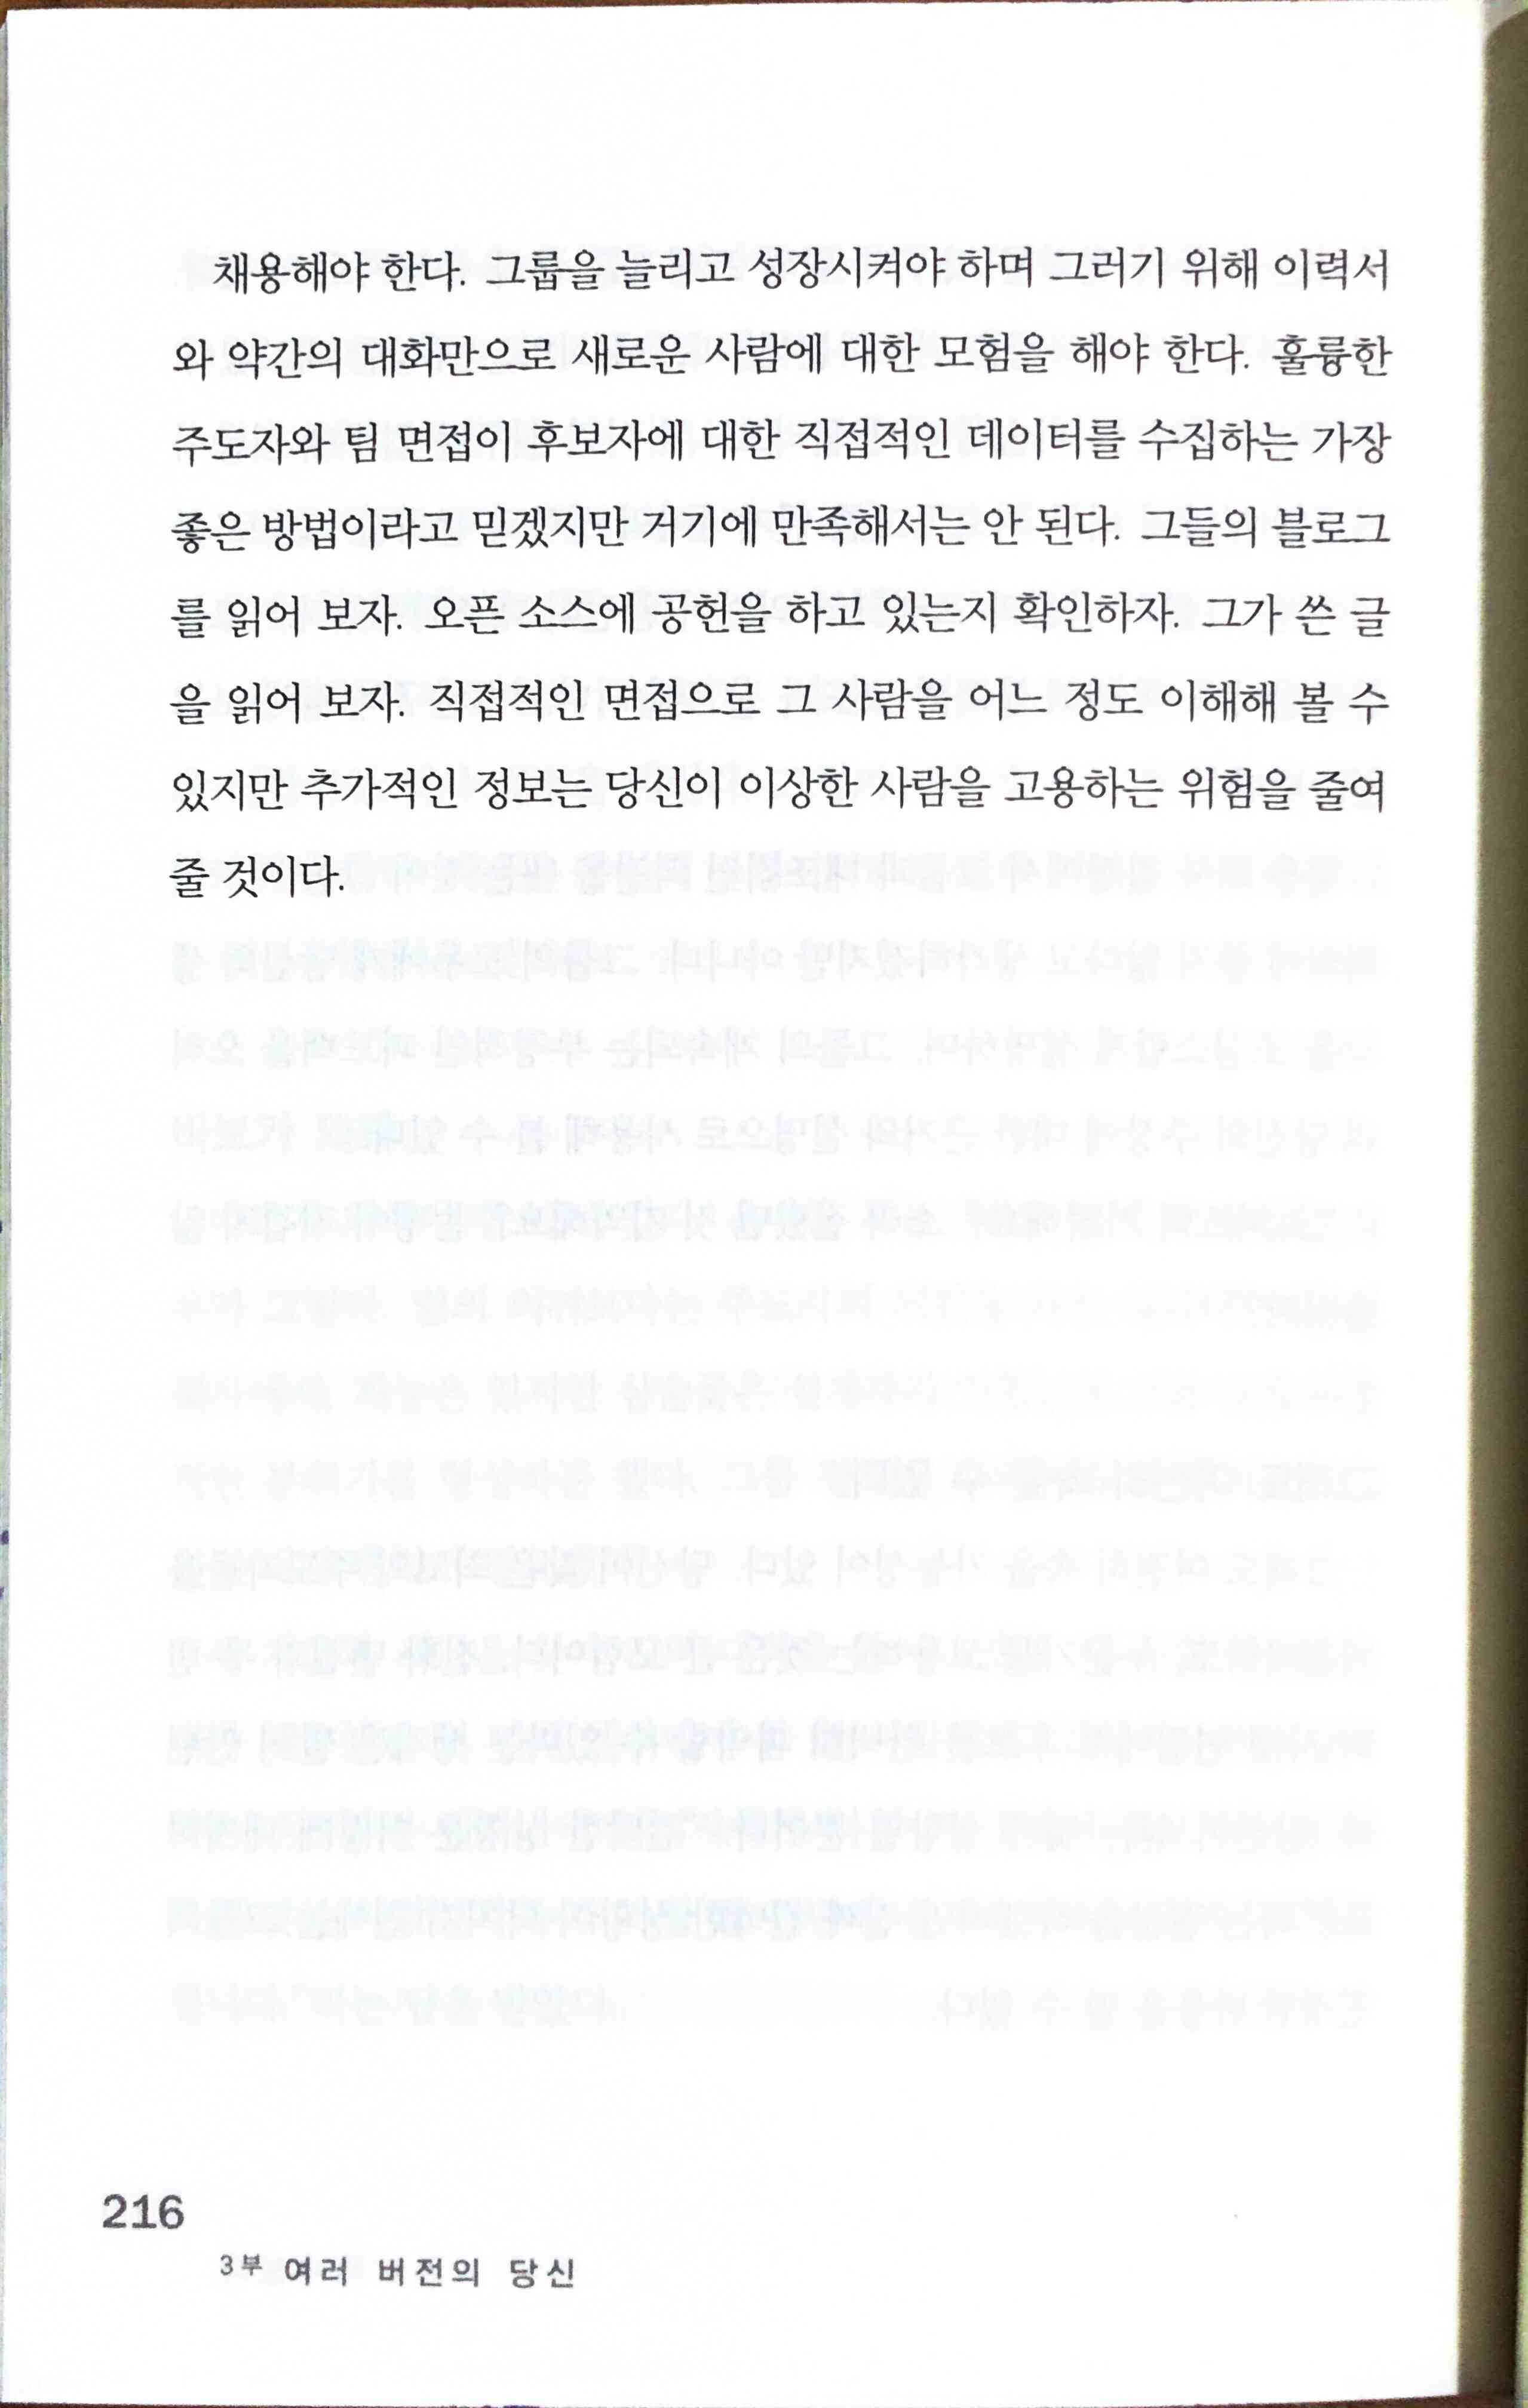 채용해야 한다. 그룹을 늘리고 성장시켜야 하며 그러기 위해 이력서
와 약간의 대화만으로 새로운 사람에 대한 모험을 해야 한다. 훌륭한
주도자와 팀 면접이 후보자에 대한 직접적인 데이터를 수집하는 가장
좋은 방법이라고 믿겠지만 거기에 만족해서는 안 된다. 그들의 블로그
를 읽어 보자. 오픈 소스에 공헌을 하고 있는지 확인하자. 그가 쓴 글
을 읽어 보자. 직접적인 면접으로 그 사람을 어느 정도 이해해 볼 수
있지만 추가적인 정보는 당신이 이상한 사람을 고용하는 위험을 줄여
줄 것이다.
216
3부 여러 버전의 당신